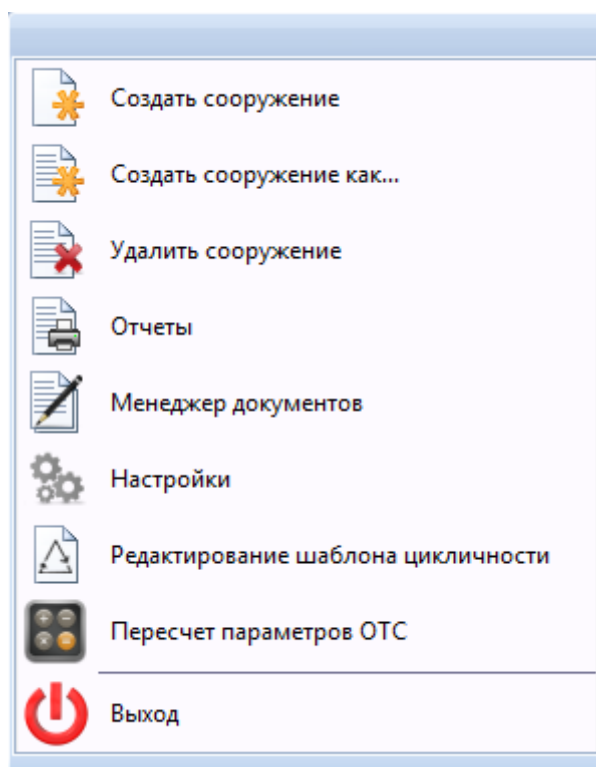 Создать сооружение
Создать сооружение как...
Удалить сооружение
Отчеты
Менеджер документов
Настройки
Редактирование шаблона цикличности
Пересчет параметров ОТС
Выход